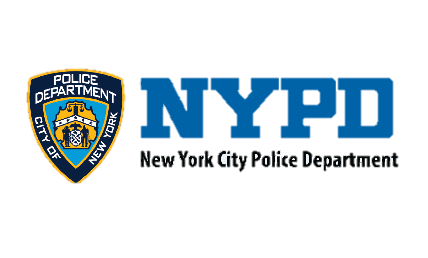 POLICE
DEPARTMENT
CITY OF
NEW YORK
NYPD
New York City Police Department